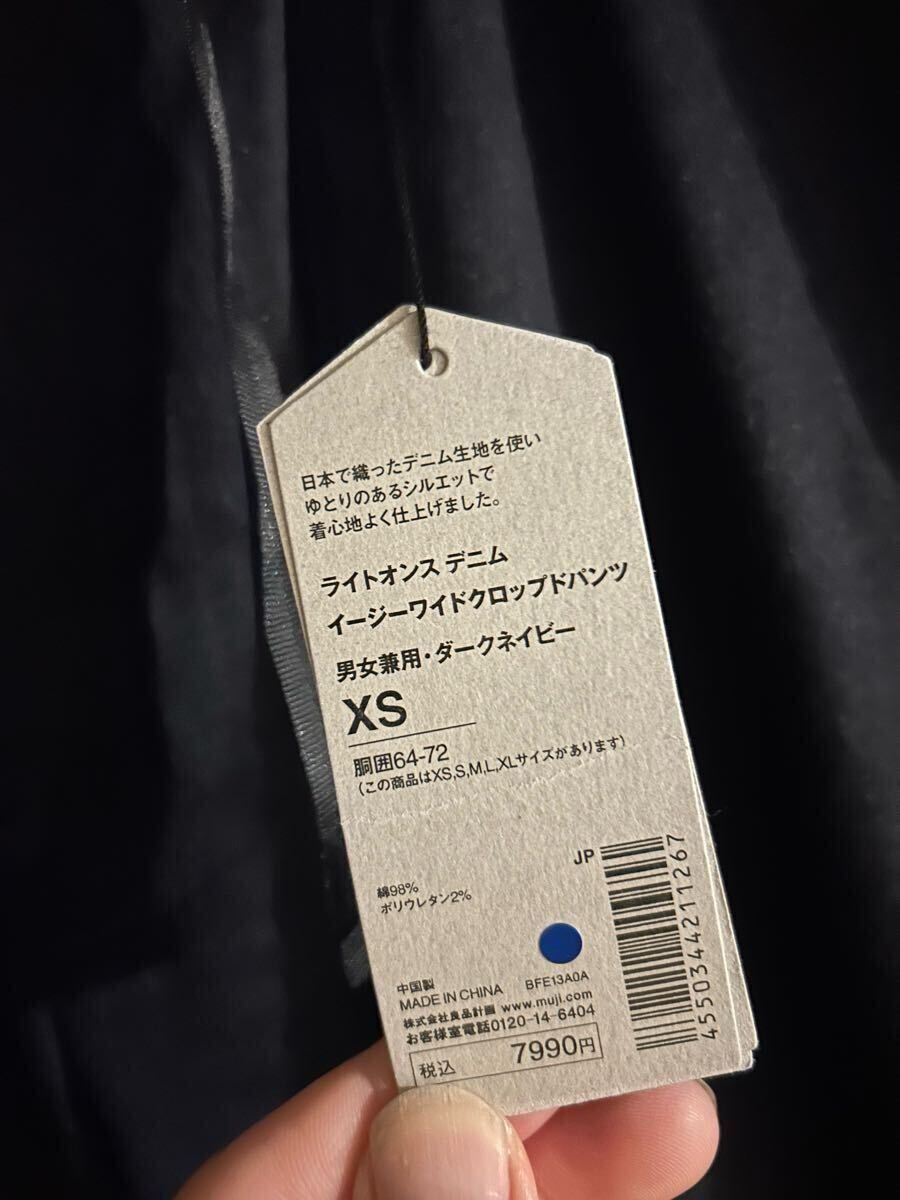 日本で織ったデニム生地を使い
ゆとりのあるシルエットで
着心地よく仕上げました。
ライトオンス デニム
イージーワイドクロップドパンツ
男女兼用・ダークネイビー
XS
胴囲64-72
(この商品はXS,S,M,L,XLサイズがあります)
綿98%
ポリウレタン2%
JP
4550344211267
中国製
MADE IN CHINA BFE13A0A
株式会社良品計画 www.muji.com
お客様室電話0120-14-6404
税込 7990円